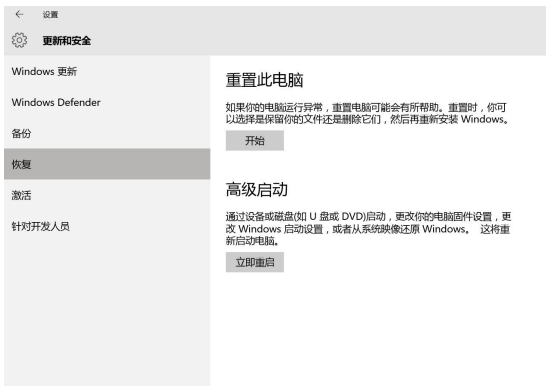 设置
更新和安全
Windows 更新
Windows Defender
备份
恢复
激活
针对开发人员
重置此电脑
如果你的电脑运行异常，重置电脑可能会有所帮助。重置时，你可
以选择是保留你的文件还是删除它们，然后再重新安装 Windows。
开始
高级启动
通过设备或磁盘(如 U 盘或 DVD)启动，更改你的电脑固件设置，更
改 Windows 启动设置，或者从系统映像还原 Windows。 这将重
新启动电脑。
立即重启